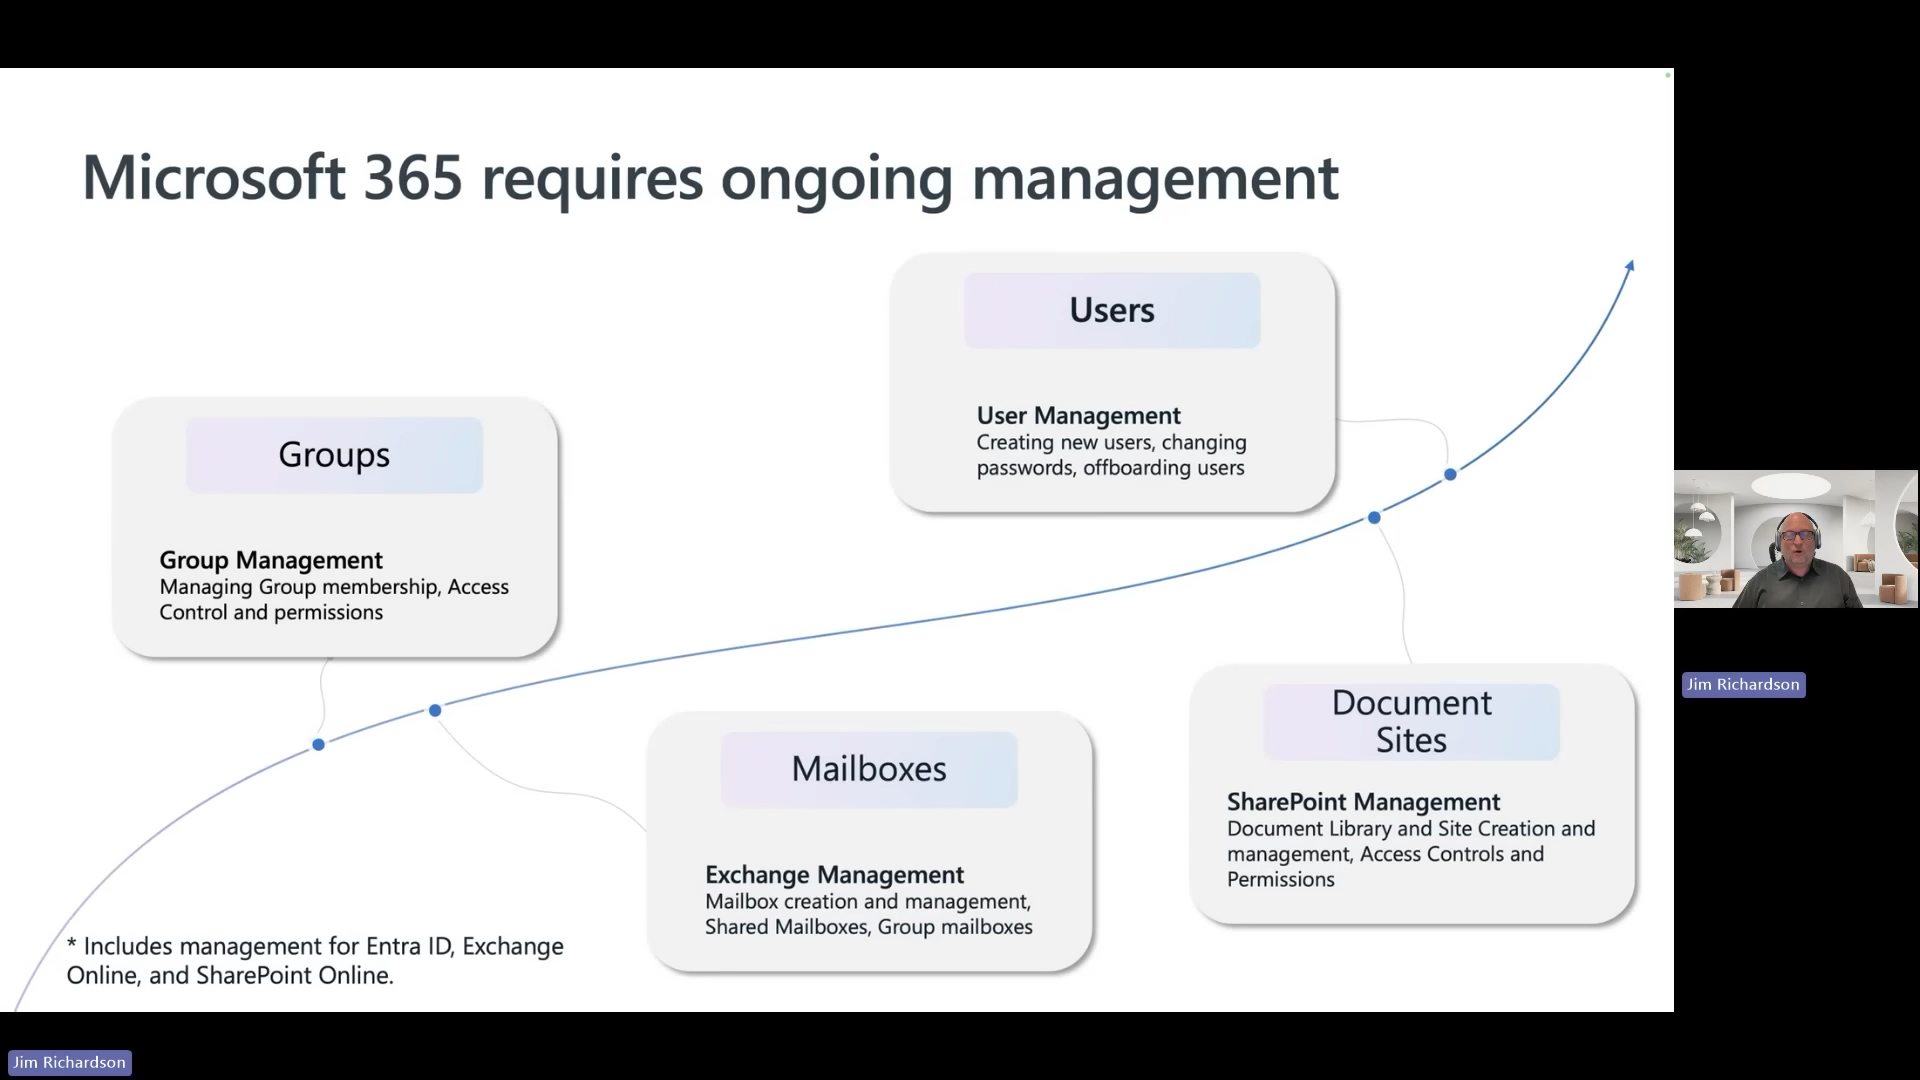 Microsoft 365 requires ongoing management
Users
User Management
Creating new users, changing
passwords, offboarding users
Groups
Group Management
Managing Group membership, Access
Control and permissions
Mailboxes
Exchange Management
Mailbox creation and management,
Shared Mailboxes, Group mailboxes
Document
Sites
SharePoint Management
Document Library and Site Creation and
management, Access Controls and
Permissions
* Includes management for Entra ID, Exchange
Online, and SharePoint Online.
Jim Richardson
Jim Richardson